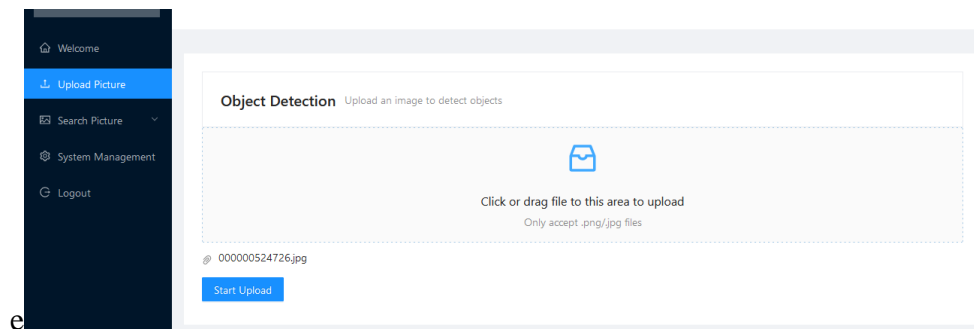 Welcome
Upload Picture
Search Picture
System Management
Logout
Object Detection Upload an image to detect objects
Click or drag file to this area to upload
Only accept .png/.jpg files
000000524726.jpg
Start Upload
e